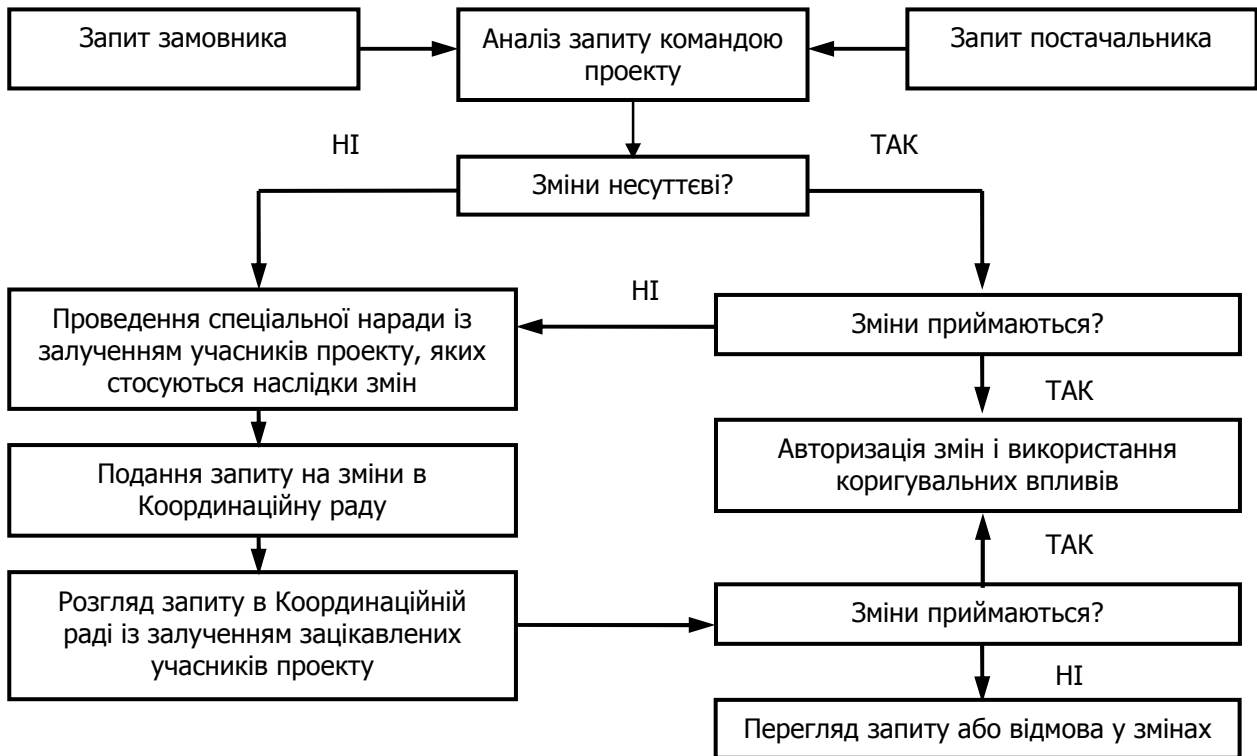 Запит замовника
Аналіз запиту командою
проекту
Запит постачальника
НІ
ТАК
Зміни несуттєві?
Проведення спеціальної наради із
залученням учасників проекту, яких
стосуються наслідки змін
НІ
Зміни приймаються?
ТАК
Подання запиту на зміни в
Координаційну раду
Авторизація змін і використання
коригувальних впливів
ТАК
Розгляд запиту в Координаційній
раді із залученням зацікавлених
учасників проекту
Зміни приймаються?
НІ
Перегляд запиту або відмова у змінах